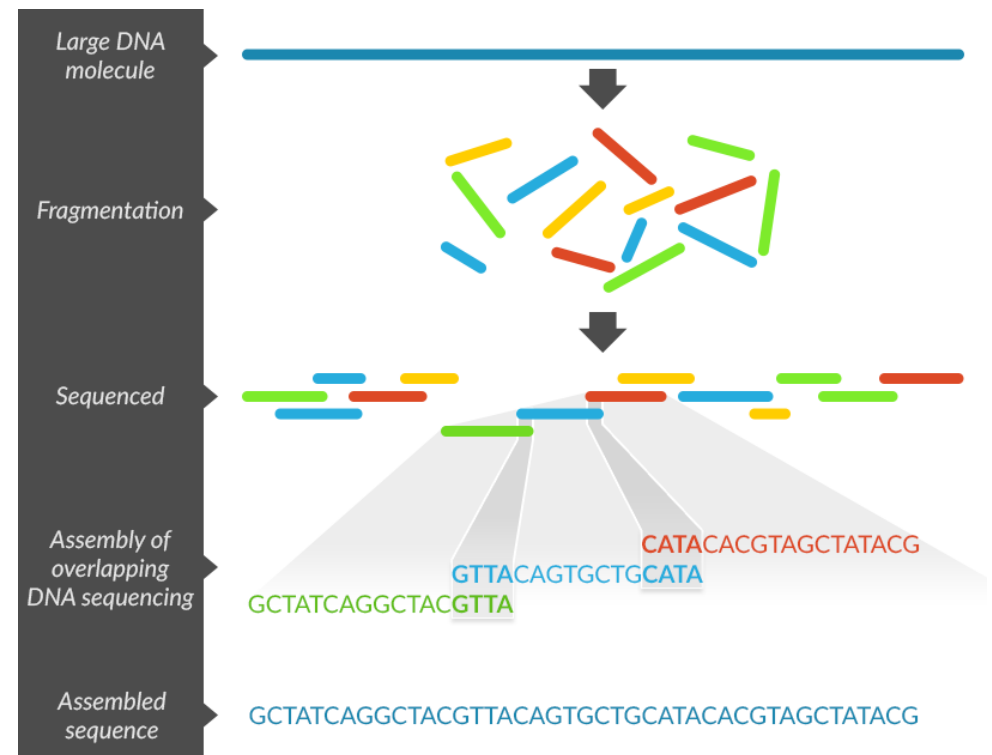 Large DNA
molecule
Fragmentation
Sequenced
Assembly of
overlapping
DNA sequencing
CATACACGTAGCTATACG
GTTACAGTGCTGCATA
GCTATCAGGCTACGTTA
Assembled
sequence
GCTATCAGGCTACGTTACAGTGCTGCATACACGTAGCTATACG